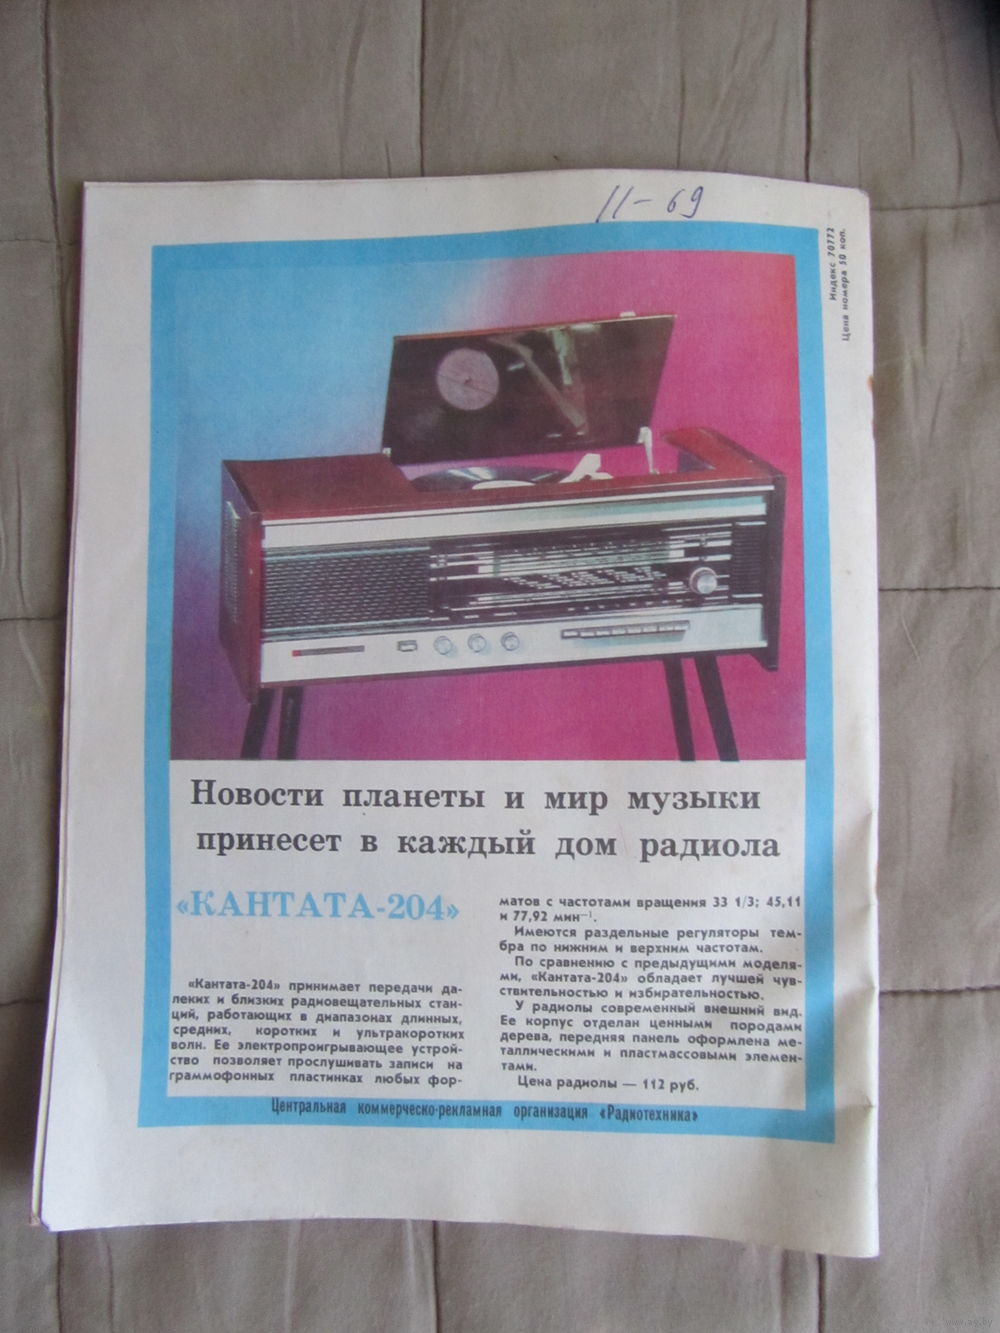 11-69
Индекс 70772
Цена номера 50 коп.
Новости планеты и мир музыки
принесет в каждый дом радиола
«КАНТАТА-204»
«Кантата-204» принимает передачи да-
леких и близких радиовещательных стан-
ций, работающих в диапазонах длинных,
средних, коротких и ультракоротких
волн. Ее электропроигрывающее устрой-
ство позволяет прослушивать записи на
граммофонных пластинках любых фор-
матов с частотами вращения 33 1/3; 45,11
и 77,92 мин⁻¹.
Имеются раздельные регуляторы тем-
бра по нижним и верхним частотам.
По сравнению с предыдущими моделя-
ми, «Кантата-204» обладает лучшей чув-
ствительностью и избирательностью.
У радиолы современный внешний вид.
Ее корпус отделан ценными породами
дерева, передняя панель оформлена ме-
таллическими и пластмассовыми элемен-
тами.
Цена радиолы — 112 руб.
Центральная коммерческо-рекламная организация «Радиотехника»